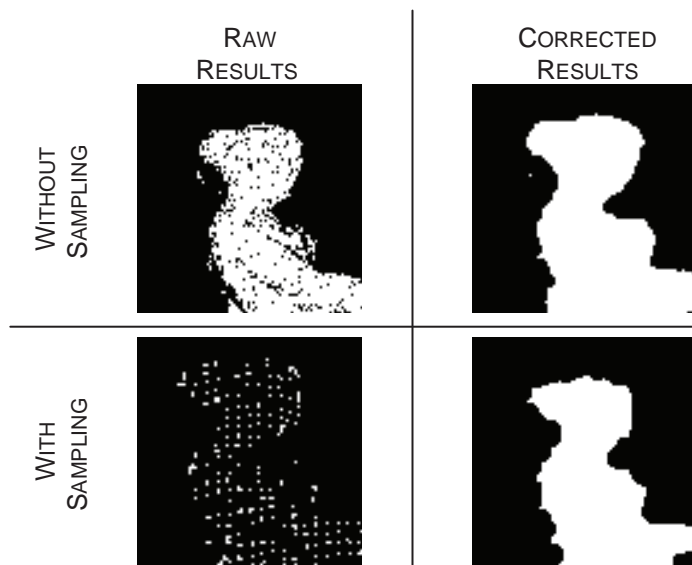 RAW
RESULTS
CORRECTED
RESULTS
WITHOUT
SAMPLING
WITH
SAMPLING